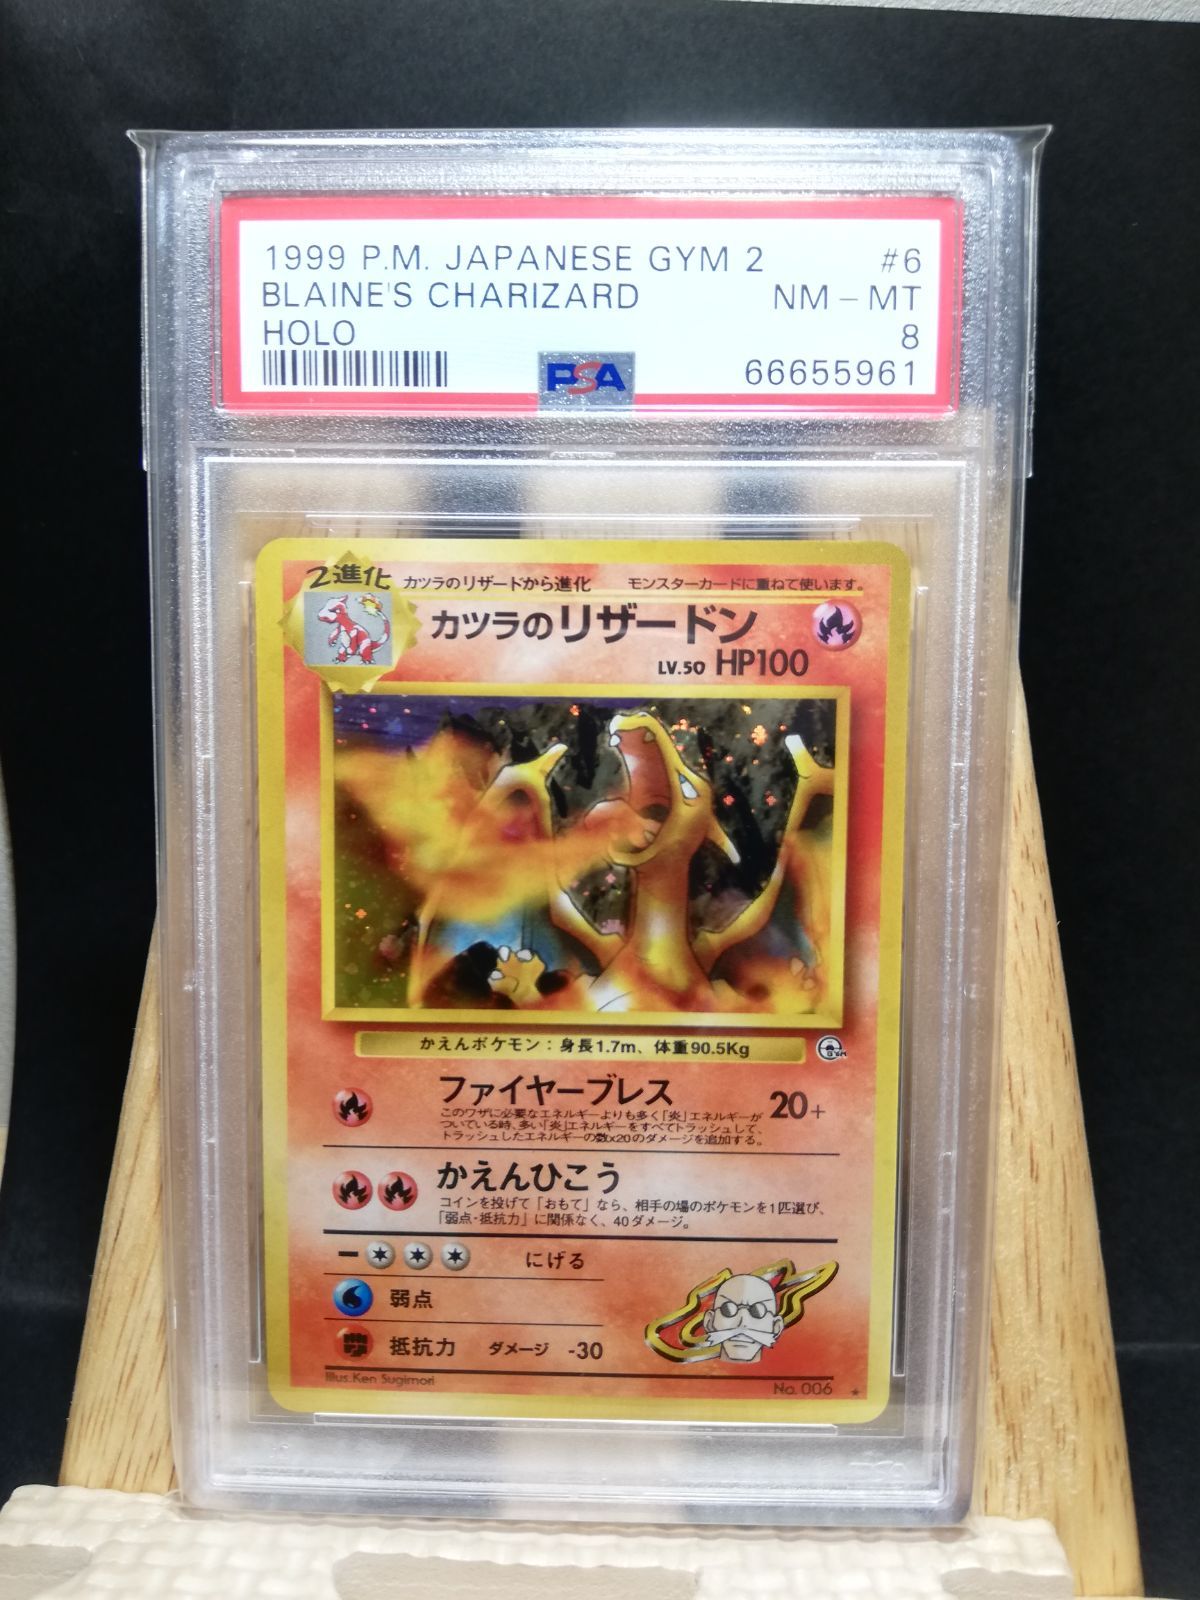 1999 P.M. JAPANESE GYM 2 #6
BLAINE'S CHARIZARD NM - MT
HOLO 8
PSA 66655961
2進化 カツラのリザードから進化 モンスターカードに重ねて使います。
カツラのリザードン
LV.50 HP100
かえんポケモン：身長1.7m、体重90.5Kg
GYM
ファイヤーブレス 20+
このワザに必要なエネルギーよりも多く「炎」エネルギーが
ついている時、多い「炎」エネルギーをすべてトラッシュして、
トラッシュしたエネルギーの数x20のダメージを追加する。
かえんひこう
コインを投げて「おもて」なら、相手の場のポケモンを1匹選び、
「弱点・抵抗力」に関係なく、40ダメージ。
にげる
弱点
抵抗力 ダメージ -30
Illus.Ken Sugimori
No. 006 ★